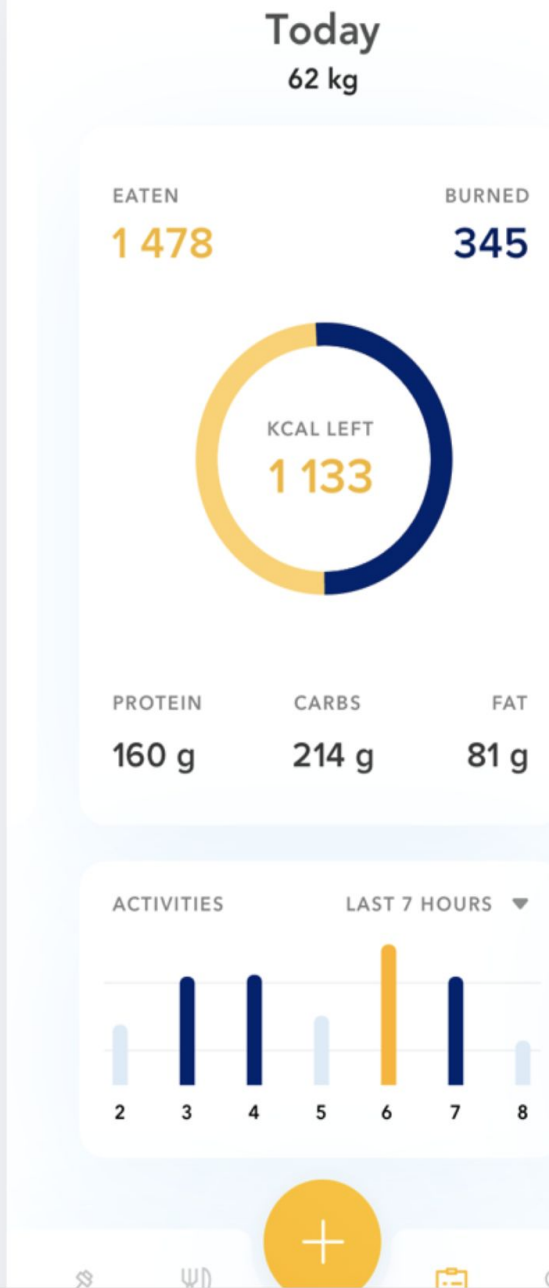 Today
62 kg
EATEN BURNED
1 478 345
KCAL LEFT
1 133
PROTEIN CARBS FAT
160 g 214 g 81 g
ACTIVITIES LAST 7 HOURS
2 3 4 5 6 7 8